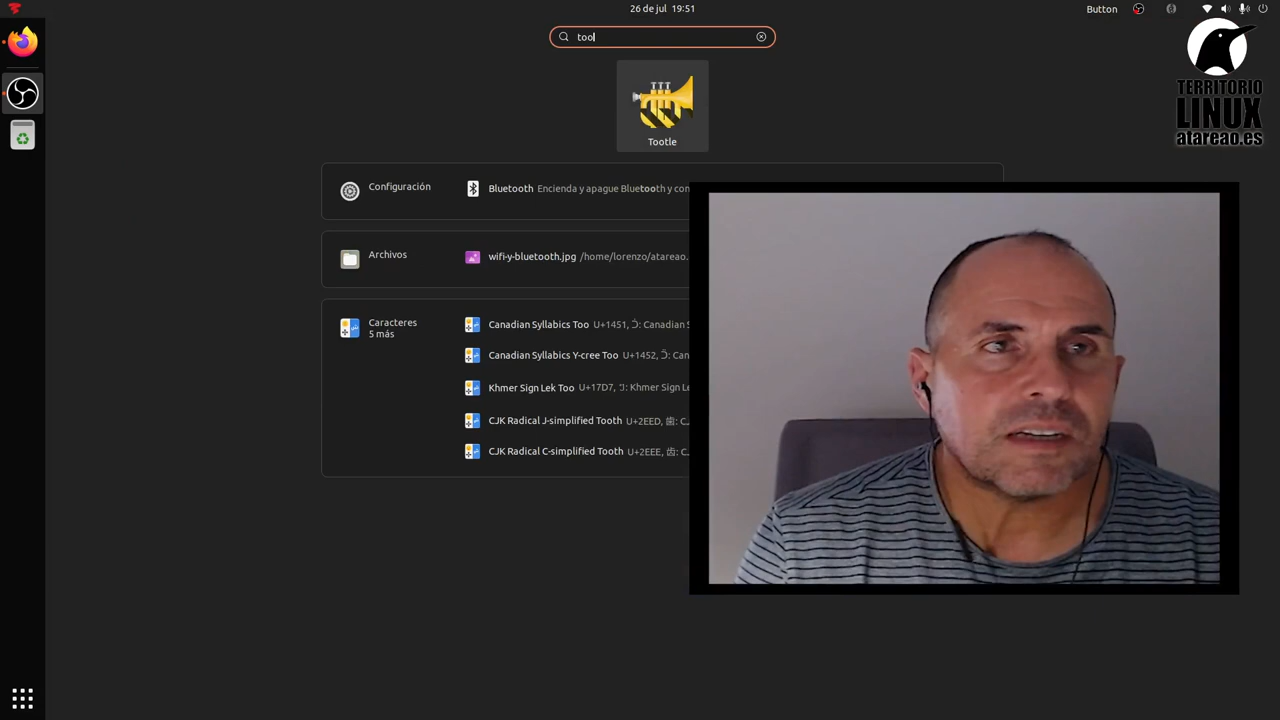 26 de jul 19:51
Button
too
Tootle
TERRITORIO
LINUX
atareao.es
Configuración
Bluetooth Encienda y apague Bluetooth y con
Archivos
wifi-y-bluetooth.jpg /home/lorenzo/atareao.
Caracteres
5 más
Canadian Syllabics Too U+1451, ᑑ: Canadian S
Canadian Syllabics Y-cree Too U+1452, ᑒ: Can
Khmer Sign Lek Too U+17D7, ៗ: Khmer Sign Le
CJK Radical J-simplified Tooth U+2EED, ⻭: CJ
CJK Radical C-simplified Tooth U+2EEE, ⻮: CJ